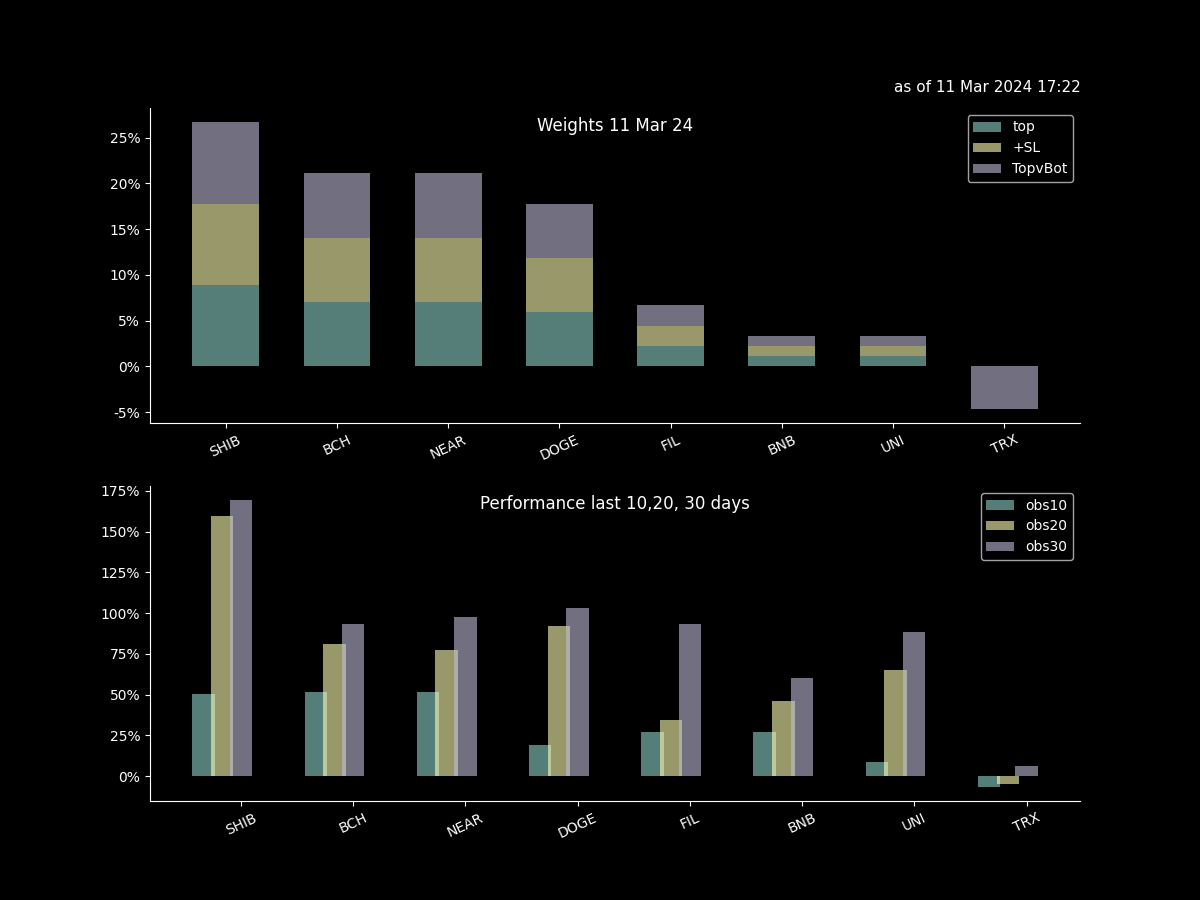 as of 11 Mar 2024 17:22
Weights 11 Mar 24
top
+SL
TopvBot
25%
20%
15%
10%
5%
0%
-5%
SHIB BCH NEAR DOGE FIL BNB UNI TRX
Performance last 10,20, 30 days
obs10
obs20
obs30
175%
150%
125%
100%
75%
50%
25%
0%
SHIB BCH NEAR DOGE FIL BNB UNI TRX